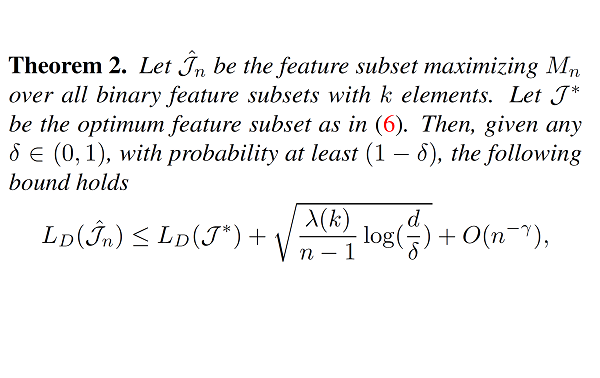 Theorem 2. Let $\hat{\mathcal{J}}_n$ be the feature subset maximizing $M_n$
over all binary feature subsets with $k$ elements. Let $\mathcal{J}^*$
be the optimum feature subset as in (6). Then, given any
$\delta \in (0, 1)$, with probability at least $(1 - \delta)$, the following
bound holds
$L_D(\hat{\mathcal{J}}_n) \leq L_D(\mathcal{J}^*) + \sqrt{\frac{\lambda(k)}{n-1} \log(\frac{d}{\delta})} + O(n^{-\gamma}),$